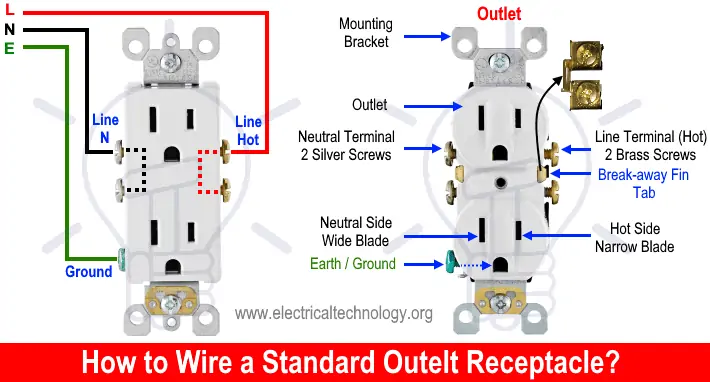 L
N
E
Line
N
Line
Hot
Ground
Outlet
Mounting
Bracket
Outlet
Neutral Terminal
2 Silver Screws
Line Terminal (Hot)
2 Brass Screws
Break-away Fin
Tab
Neutral Side
Wide Blade
Hot Side
Narrow Blade
Earth / Ground
www.electricaltechnology.org
How to Wire a Standard Outelt Receptacle?